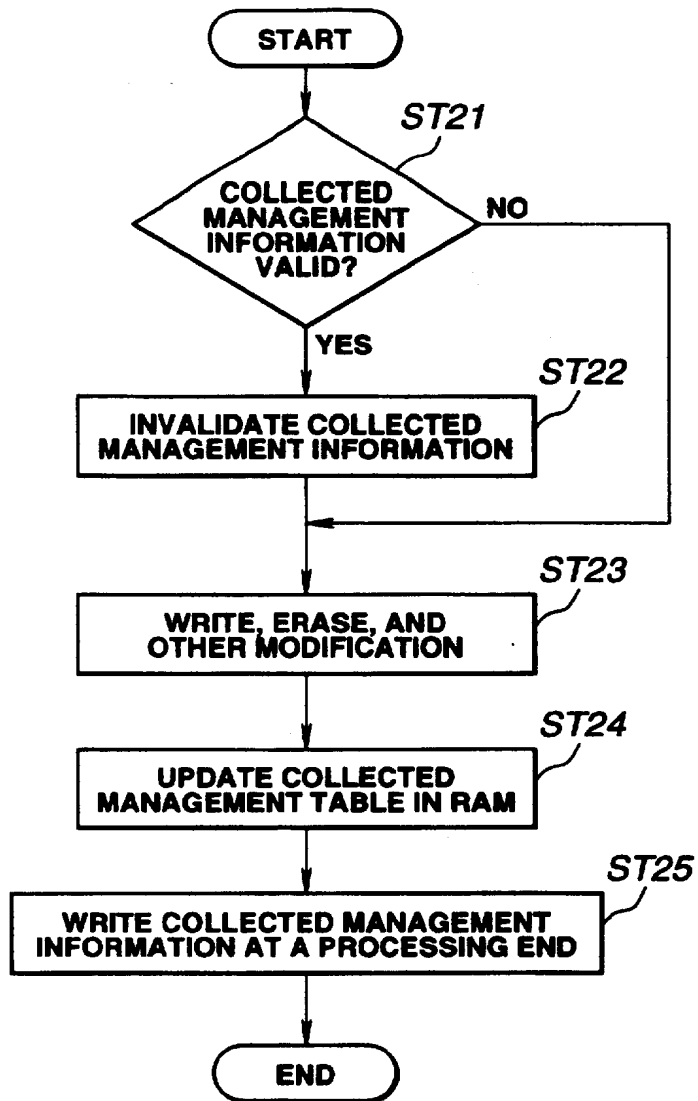 START
ST21
COLLECTED
MANAGEMENT
INFORMATION
VALID?
NO
YES
ST22
INVALIDATE COLLECTED
MANAGEMENT INFORMATION
ST23
WRITE, ERASE, AND
OTHER MODIFICATION
ST24
UPDATE COLLECTED
MANAGEMENT TABLE IN RAM
ST25
WRITE COLLECTED MANAGEMENT
INFORMATION AT A PROCESSING END
END